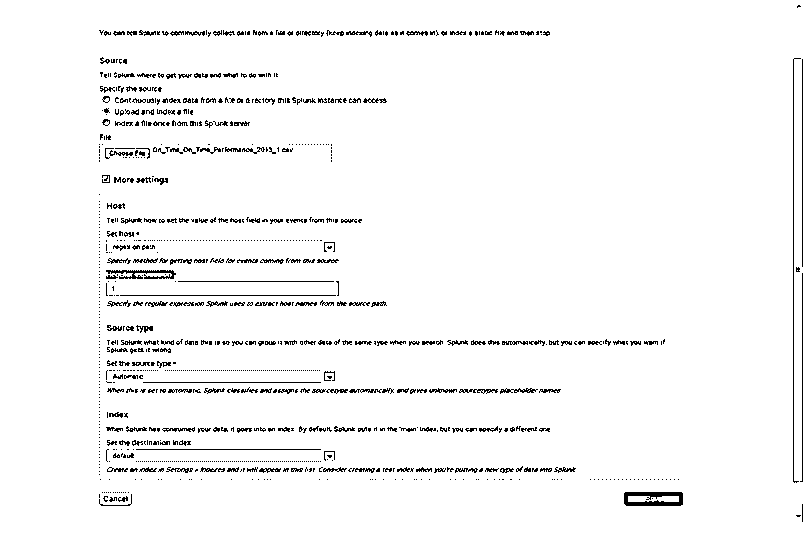 You can tell Splunk to continuously collect data from a file or directory (keep indexing data as it comes in), or index a static file and then stop.
Source
Tell Splunk where to get your data and what to do with it.
Specify the source
Continuously index data from a file or directory this Splunk instance can access
Upload and index a file
Index a file once from this Splunk server
File
Choose File On_Time_On_Time_Performance_2013_1.csv
More settings
Host
Tell Splunk how to set the value of the host field in your events from this source.
Set host *
regex on path
Specify method for getting host field for events coming from this source.
1
Specify the regular expression Splunk uses to extract host names from the source path.
Source type
Tell Splunk what kind of data this is so you can group it with other data of the same type when you search. Splunk does this automatically, but you can specify what you want if
Splunk gets it wrong.
Set the source type *
Automatic
When this is set to automatic, Splunk classifies and assigns the sourcetype automatically, and gives unknown sourcetypes placeholder names.
Index
When Splunk has consumed your data, it goes into an index. By default, Splunk puts it in the 'main' index, but you can specify a different one.
Set the destination index
default
Create an index in Settings » Indexes and it will appear in this list. Consider creating a test index when you're putting a new type of data into Splunk.
Cancel